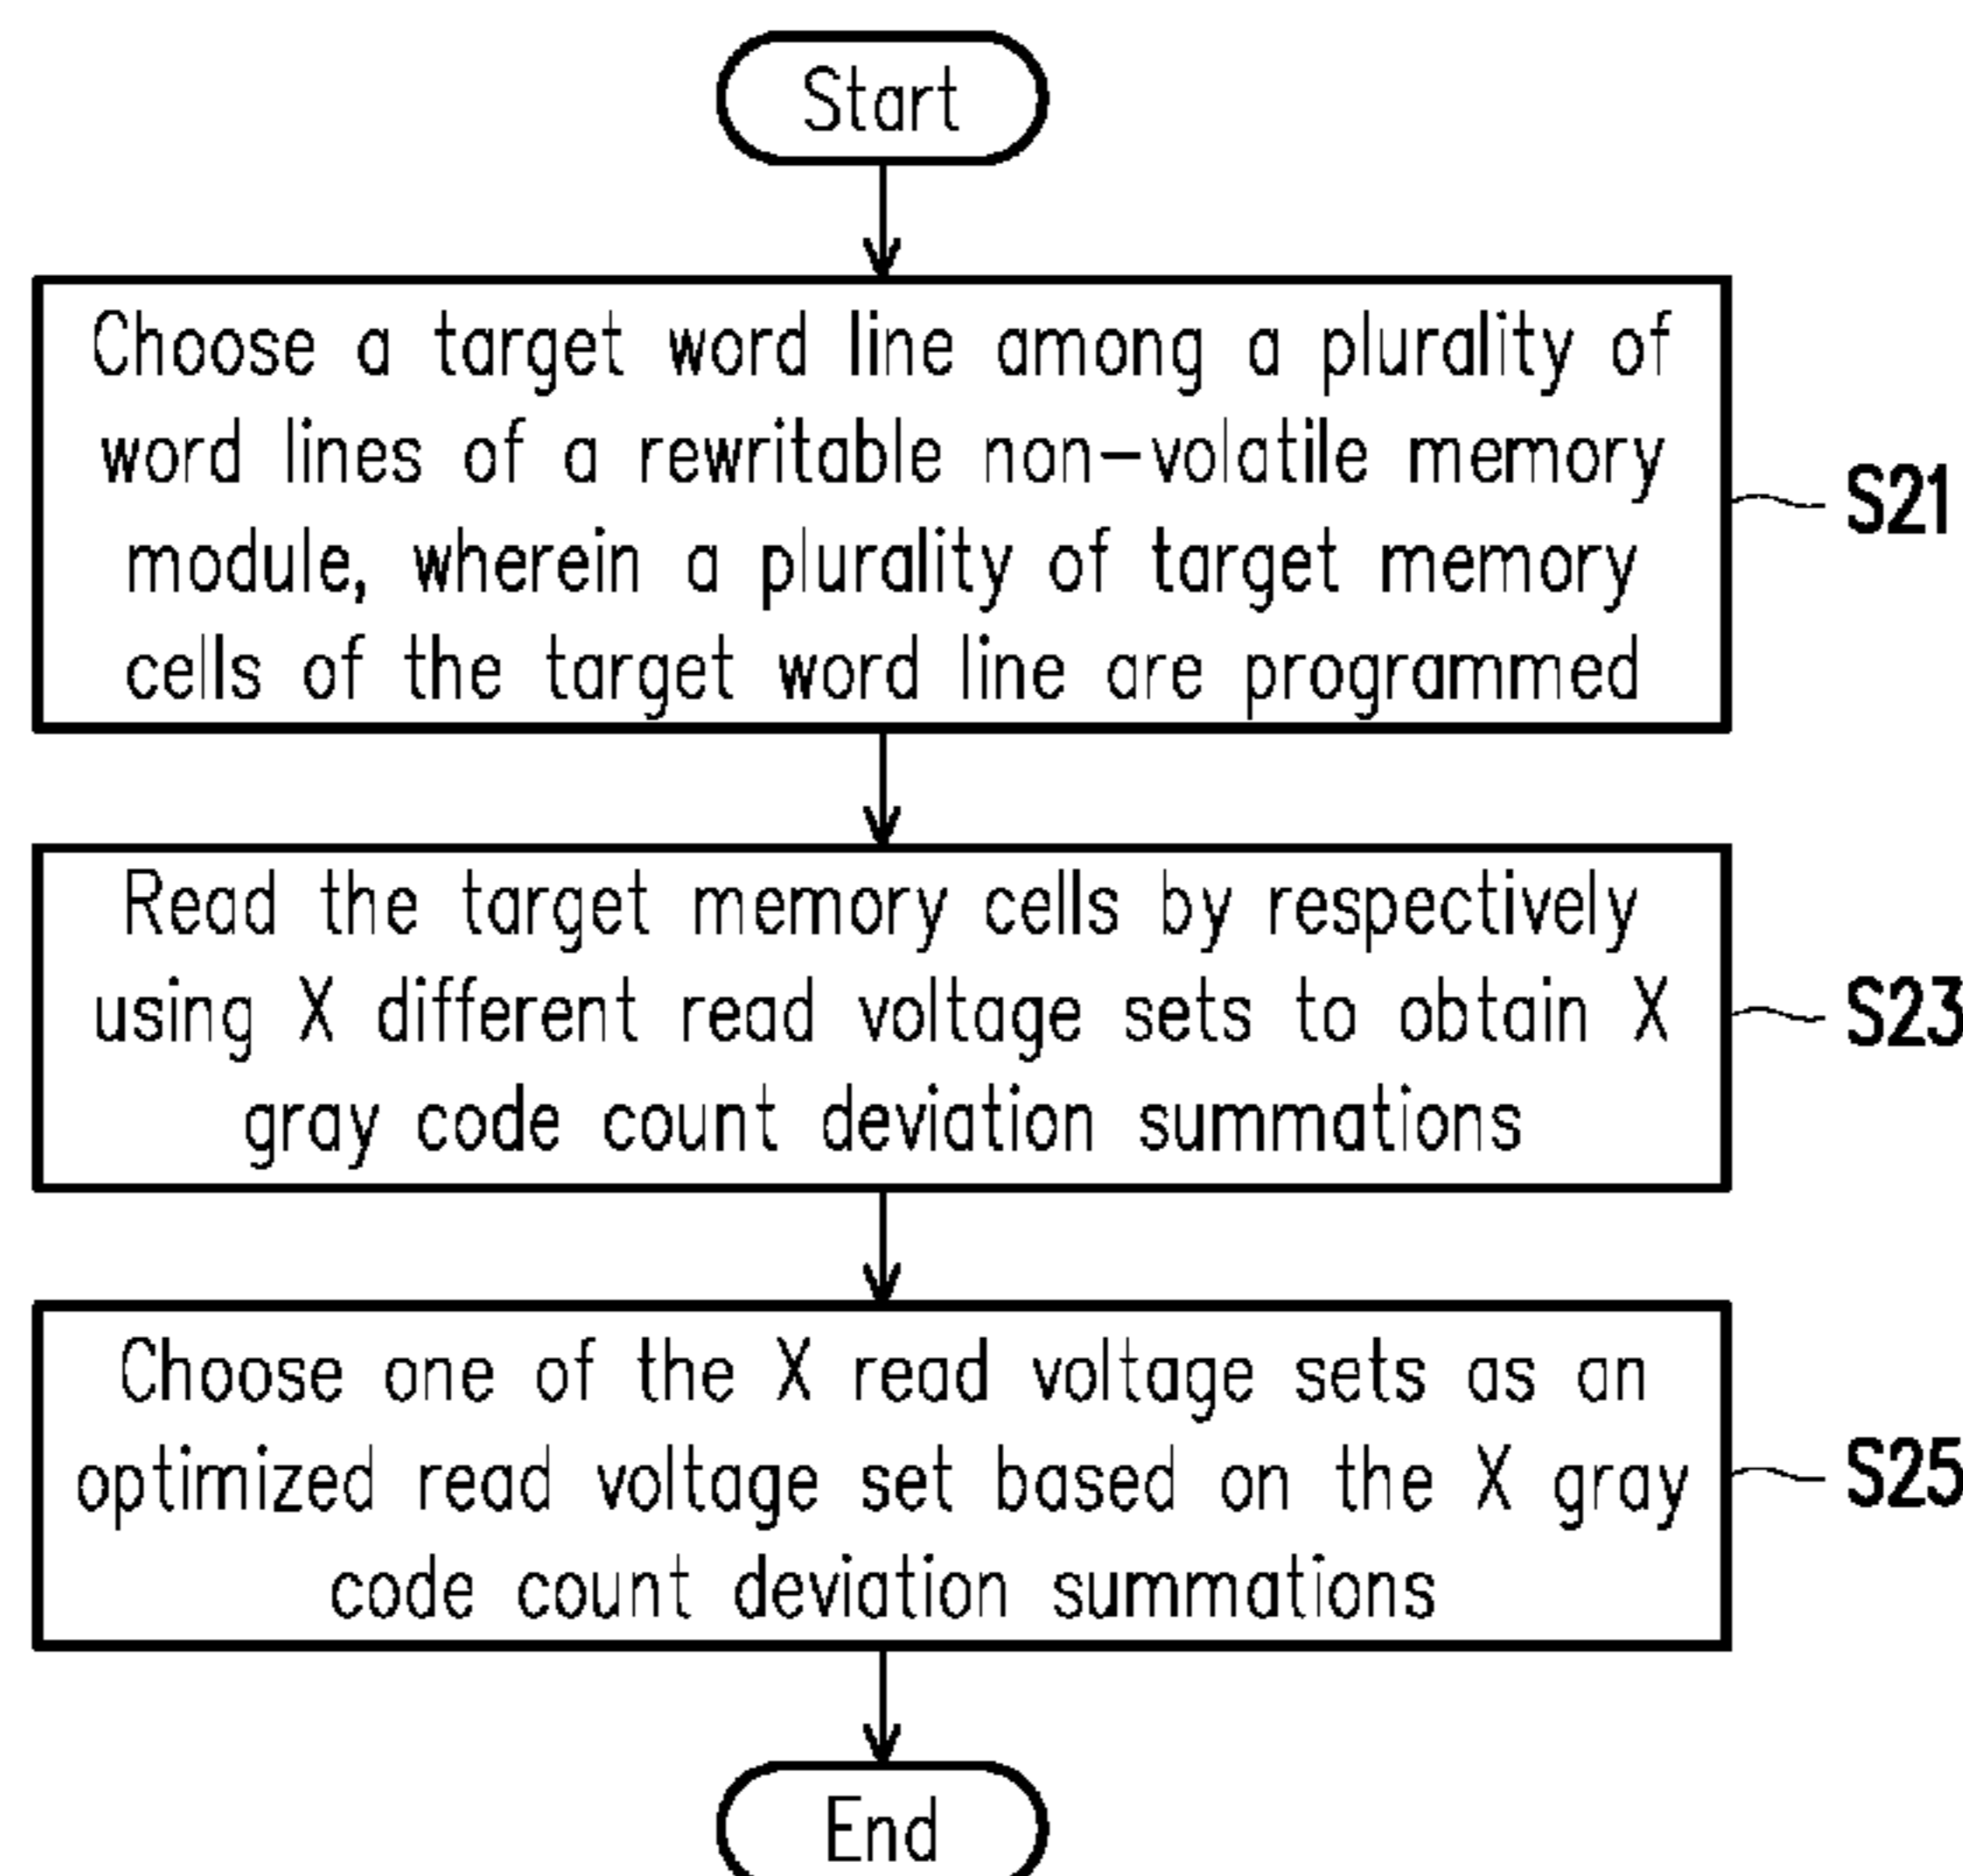 Start
Choose a target word line among a plurality of
word lines of a rewritable non-volatile memory
module, wherein a plurality of target memory
cells of the target word line are programmed
S21
Read the target memory cells by respectively
using X different read voltage sets to obtain X
gray code count deviation summations
S23
Choose one of the X read voltage sets as an
optimized read voltage set based on the X gray
code count deviation summations
S25
End